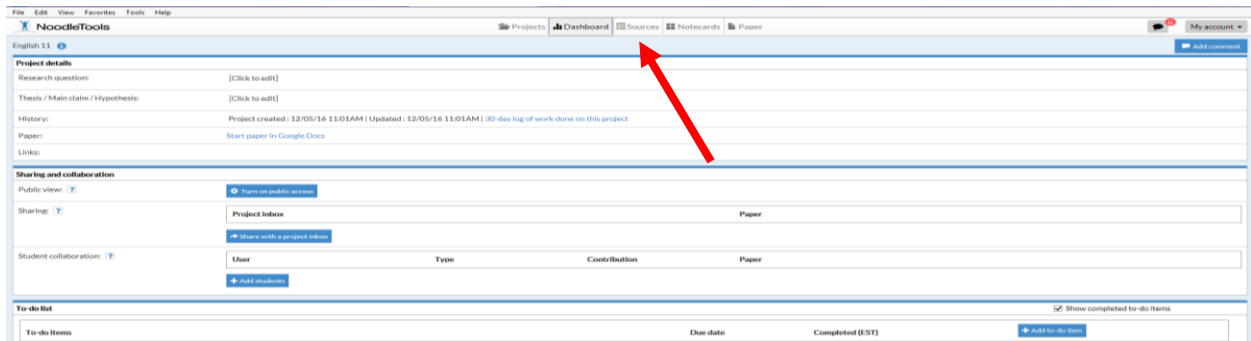 File Edit View Favorites Tools Help
NoodleTools Projects Dashboard Sources Notecards Paper 0 My account
English 11 Add comment
Project details
Research question: [Click to edit]
Thesis / Main claim / Hypothesis: [Click to edit]
History: Project created : 12/05/16 11:01AM | Updated : 12/05/16 11:01AM | 30-day log of work done on this project
Paper: Start paper in Google Docs
Links:
Sharing and collaboration
Public view: ? Turn on public access
Sharing: ? Project inbox Paper
Share with a project inbox
Student collaboration: ? User Type Contribution Paper
+ Add students
To-do list Show completed to-do items
To-do items Due date Completed (EST) + Add to-do item